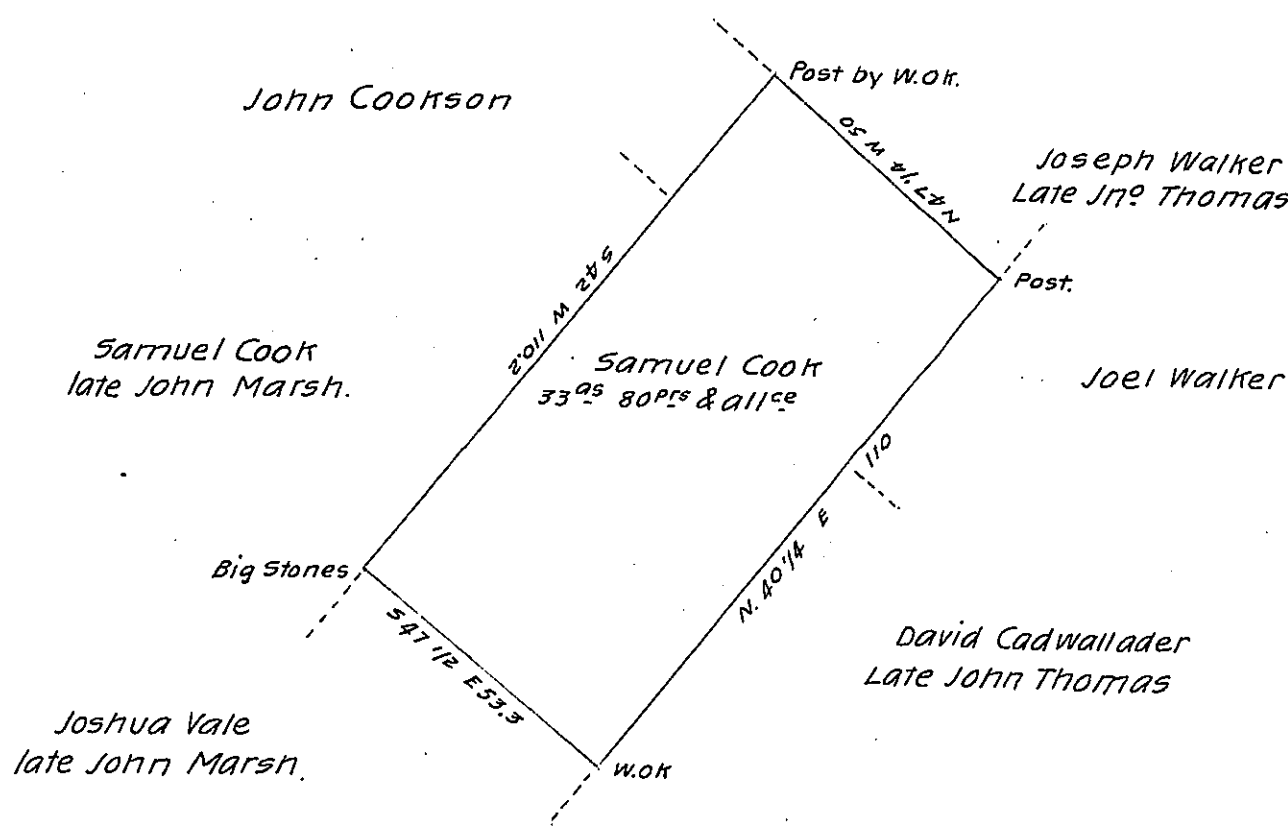 Post by W.OK.
John Cookson
N47 1/4 W 50
Joseph Walker
Late Jno Thomas
Post.
S42 W 110.2
Samuel Cook
late John Marsh.
Samuel Cook
33as 80Prs & allce
Joel Walker
110
N. 40 1/4 E
Big Stones
S 47 1/2 E 53.3
David Cadwallader
Late John Thomas
Joshua Vale
late John Marsh.
W.OK